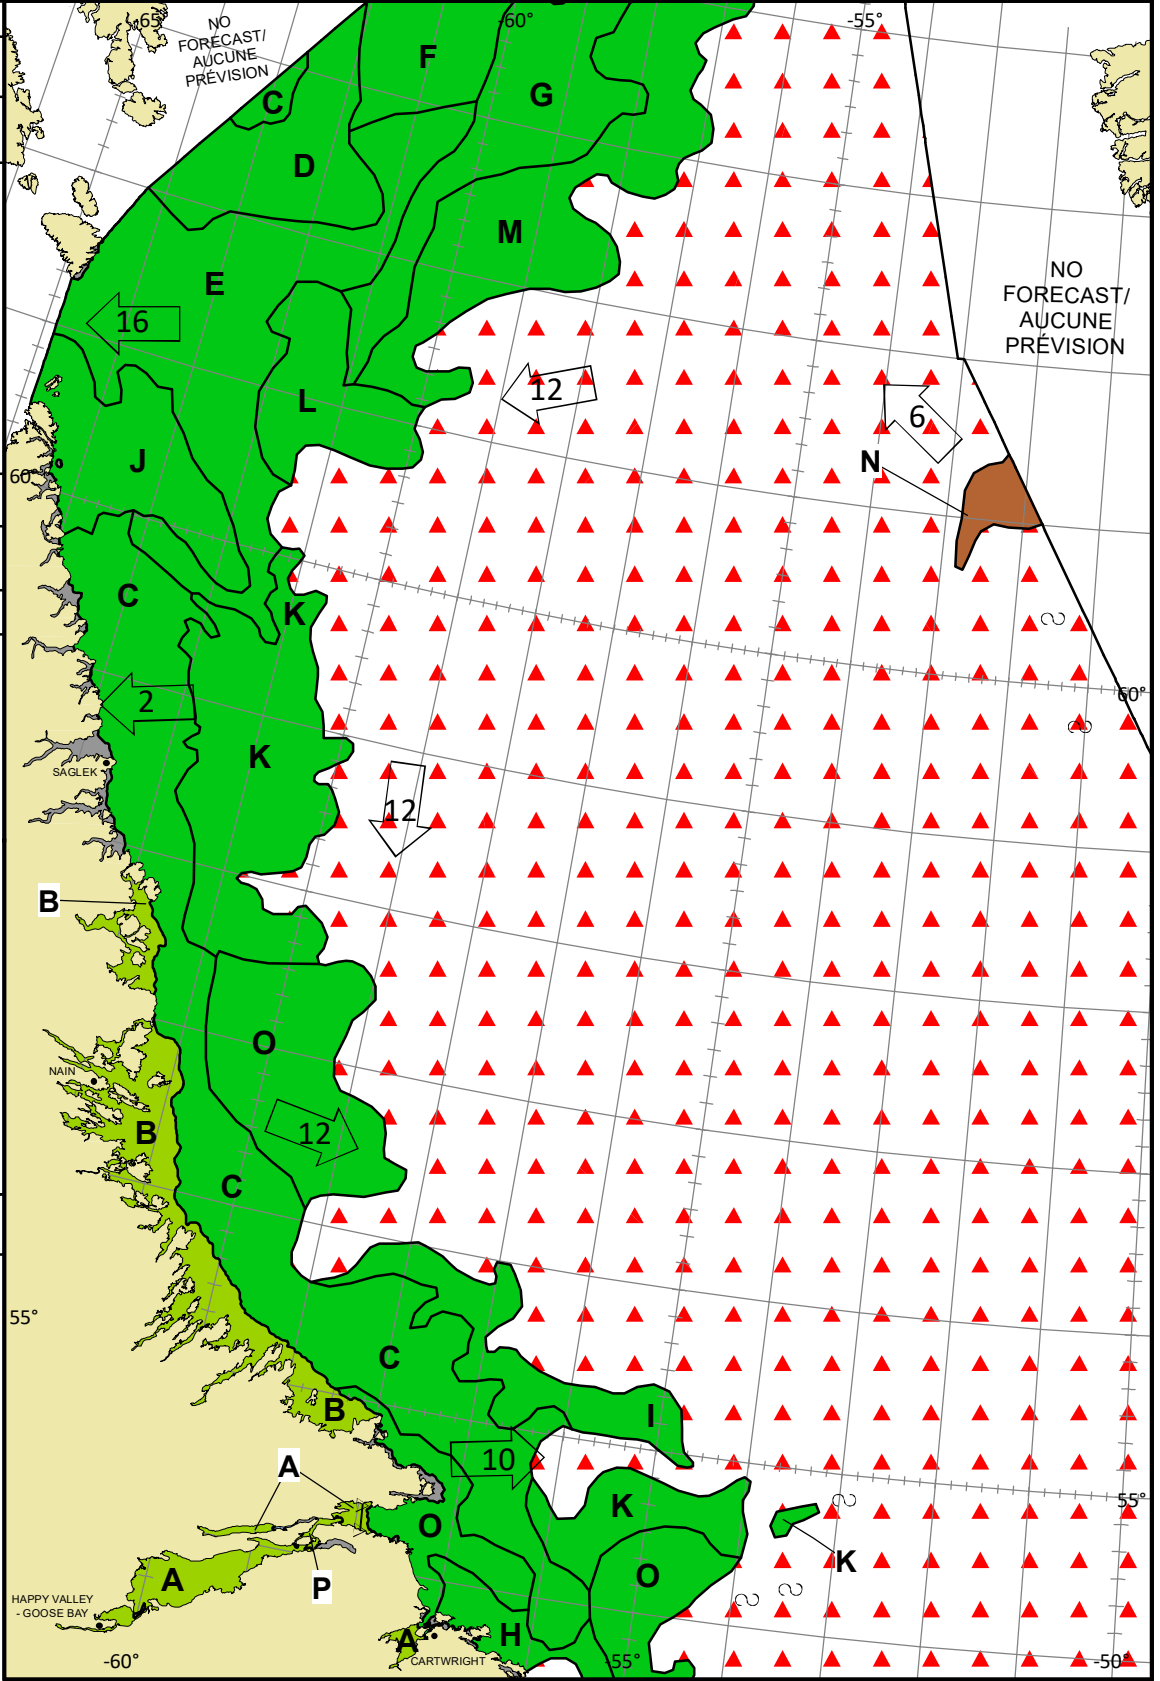 -65°
-60°
-55°
NO
FORECAST/
AUCUNE
PRÉVISION
F
G
C
D
M
E
NO
FORECAST/
AUCUNE
PRÉVISION
16
12
6
L
J
N
60°
C
K
2
60°
K
SAGLEK
12
B
O
NAIN
B
12
C
55°
C
B
I
10
A
K
55°
O
K
A
P
O
HAPPY VALLEY
- GOOSE BAY
A
H
CARTWRIGHT
-60°
-55°
-50°